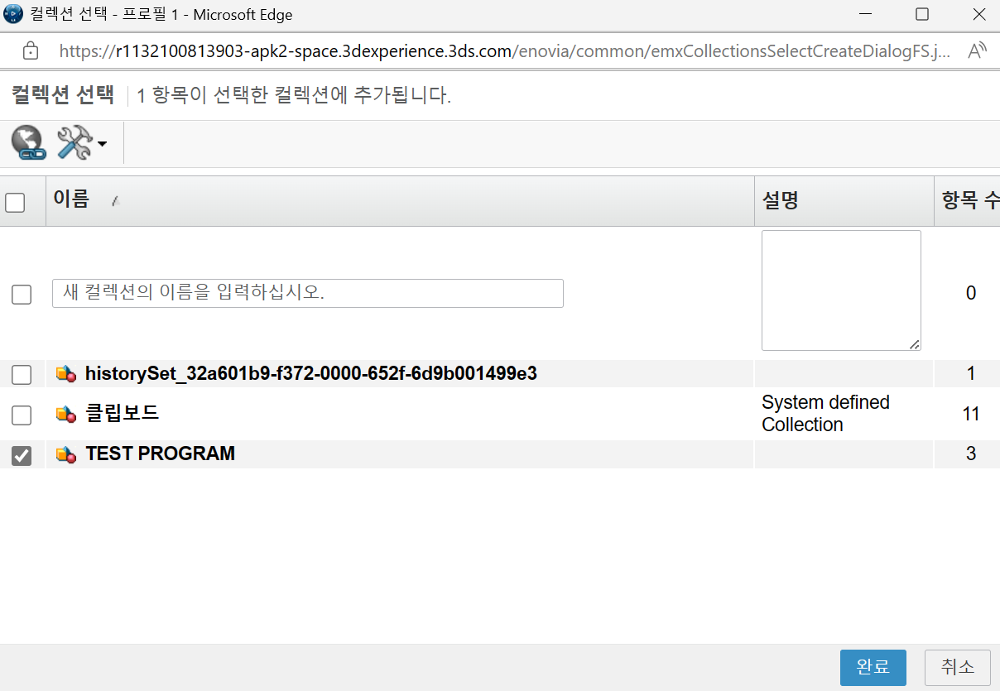 컬렉션 선택 - 프로필 1 - Microsoft Edge
https://r1132100813903-apk2-space.3dexperience.3ds.com/enovia/common/emxCollectionsSelectCreateDialogFS.j...
컬렉션 선택 1 항목이 선택한 컬렉션에 추가됩니다.
이름 설명 항목 수
새 컬렉션의 이름을 입력하십시오. 0
historySet_32a601b9-f372-0000-652f-6d9b001499e3 1
클립보드 System defined Collection 11
TEST PROGRAM 3
완료 취소